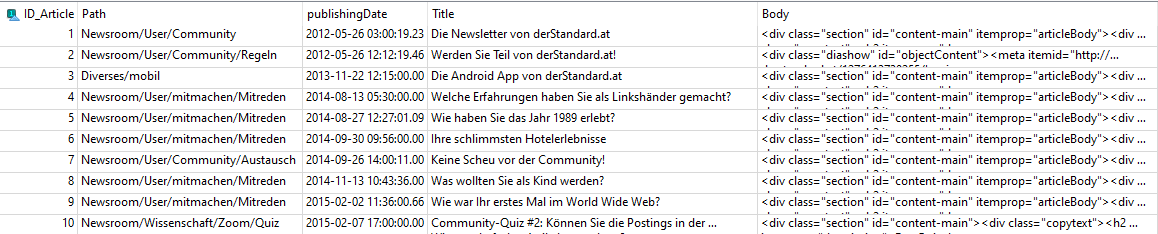 ID_Article Path publishingDate Title Body
1 Newsroom/User/Community 2012-05-26 03:00:19.23 Die Newsletter von derStandard.at <div class="section" id="content-main" itemprop="articleBody"><div ...
2 Newsroom/User/Community/Regeln 2012-05-26 12:12:19.46 Werden Sie Teil von derStandard.at! <div class="diashow" id="objectContent"><meta itemid="http://...
3 Diverses/mobil 2013-11-22 12:15:00.00 Die Android App von derStandard.at <div class="section" id="content-main" itemprop="articleBody"><div ...
4 Newsroom/User/mitmachen/Mitreden 2014-08-13 05:30:00.00 Welche Erfahrungen haben Sie als Linkshänder gemacht? <div class="section" id="content-main" itemprop="articleBody"><div ...
5 Newsroom/User/mitmachen/Mitreden 2014-08-27 12:27:01.09 Wie haben Sie das Jahr 1989 erlebt? <div class="section" id="content-main" itemprop="articleBody"><div ...
6 Newsroom/User/mitmachen/Mitreden 2014-09-30 09:56:00.00 Ihre schlimmsten Hotelerlebnisse <div class="section" id="content-main" itemprop="articleBody"><div ...
7 Newsroom/User/Community/Austausch 2014-09-26 14:00:11.00 Keine Scheu vor der Community! <div class="section" id="content-main" itemprop="articleBody"><div ...
8 Newsroom/User/mitmachen/Mitreden 2014-11-13 10:43:36.00 Was wollten Sie als Kind werden? <div class="section" id="content-main" itemprop="articleBody"><div ...
9 Newsroom/User/mitmachen/Mitreden 2015-02-02 11:36:00.66 Wie war Ihr erstes Mal im World Wide Web? <div class="section" id="content-main" itemprop="articleBody"><div ...
10 Newsroom/Wissenschaft/Zoom/Quiz 2015-02-07 17:00:00.00 Community-Quiz #2: Können Sie die Postings in der ... <div class="section" id="content-main"><div class="copytext"><h2 ...